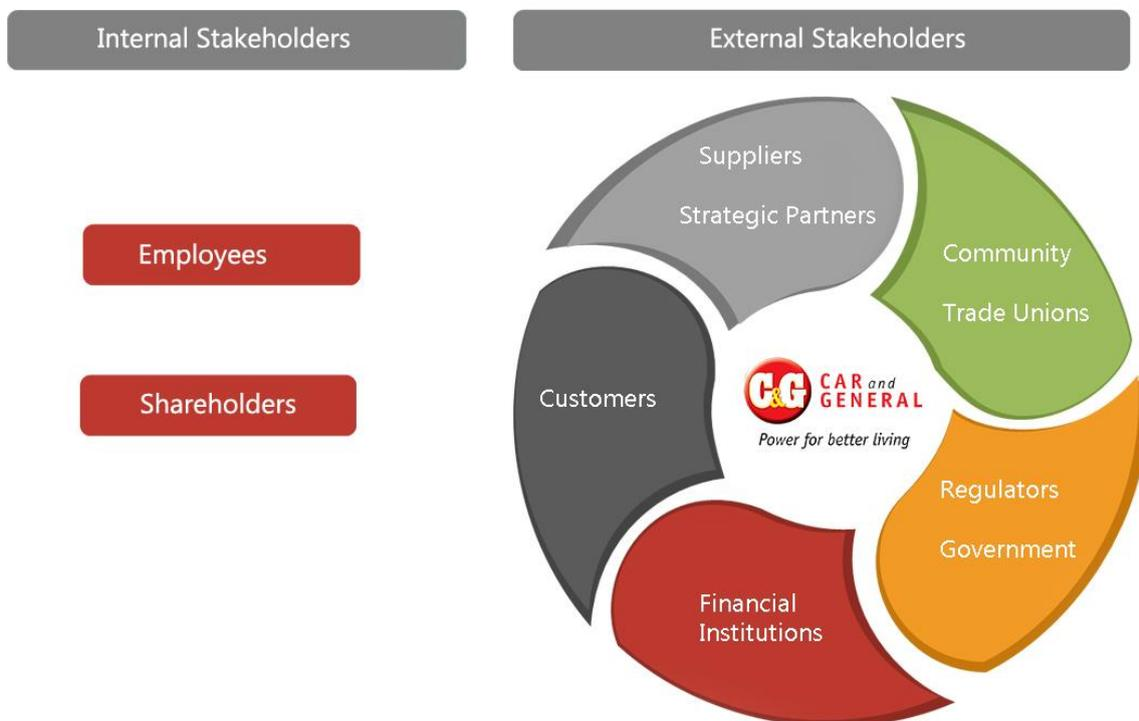 Internal Stakeholders
External Stakeholders
Employees
Shareholders
Suppliers
Strategic Partners
Community
Trade Unions
Customers
C&G CAR and
GENERAL
Power for better living
Regulators
Government
Financial
Institutions